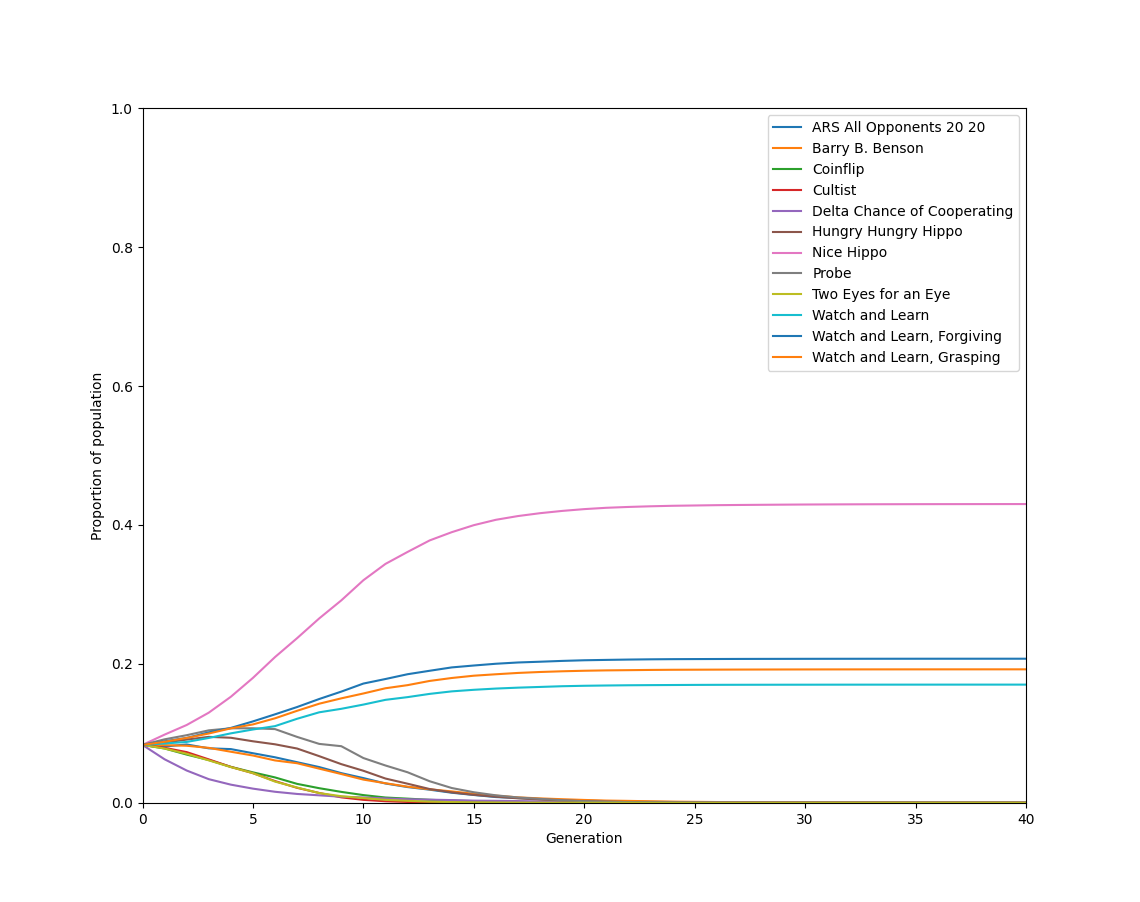 1.0
0.8
0.6
0.4
0.2
0.0
Proportion of population
0
5
10
15
20
25
30
35
40
Generation
ARS All Opponents 20 20
Barry B. Benson
Coinflip
Cultist
Delta Chance of Cooperating
Hungry Hungry Hippo
Nice Hippo
Probe
Two Eyes for an Eye
Watch and Learn
Watch and Learn, Forgiving
Watch and Learn, Grasping